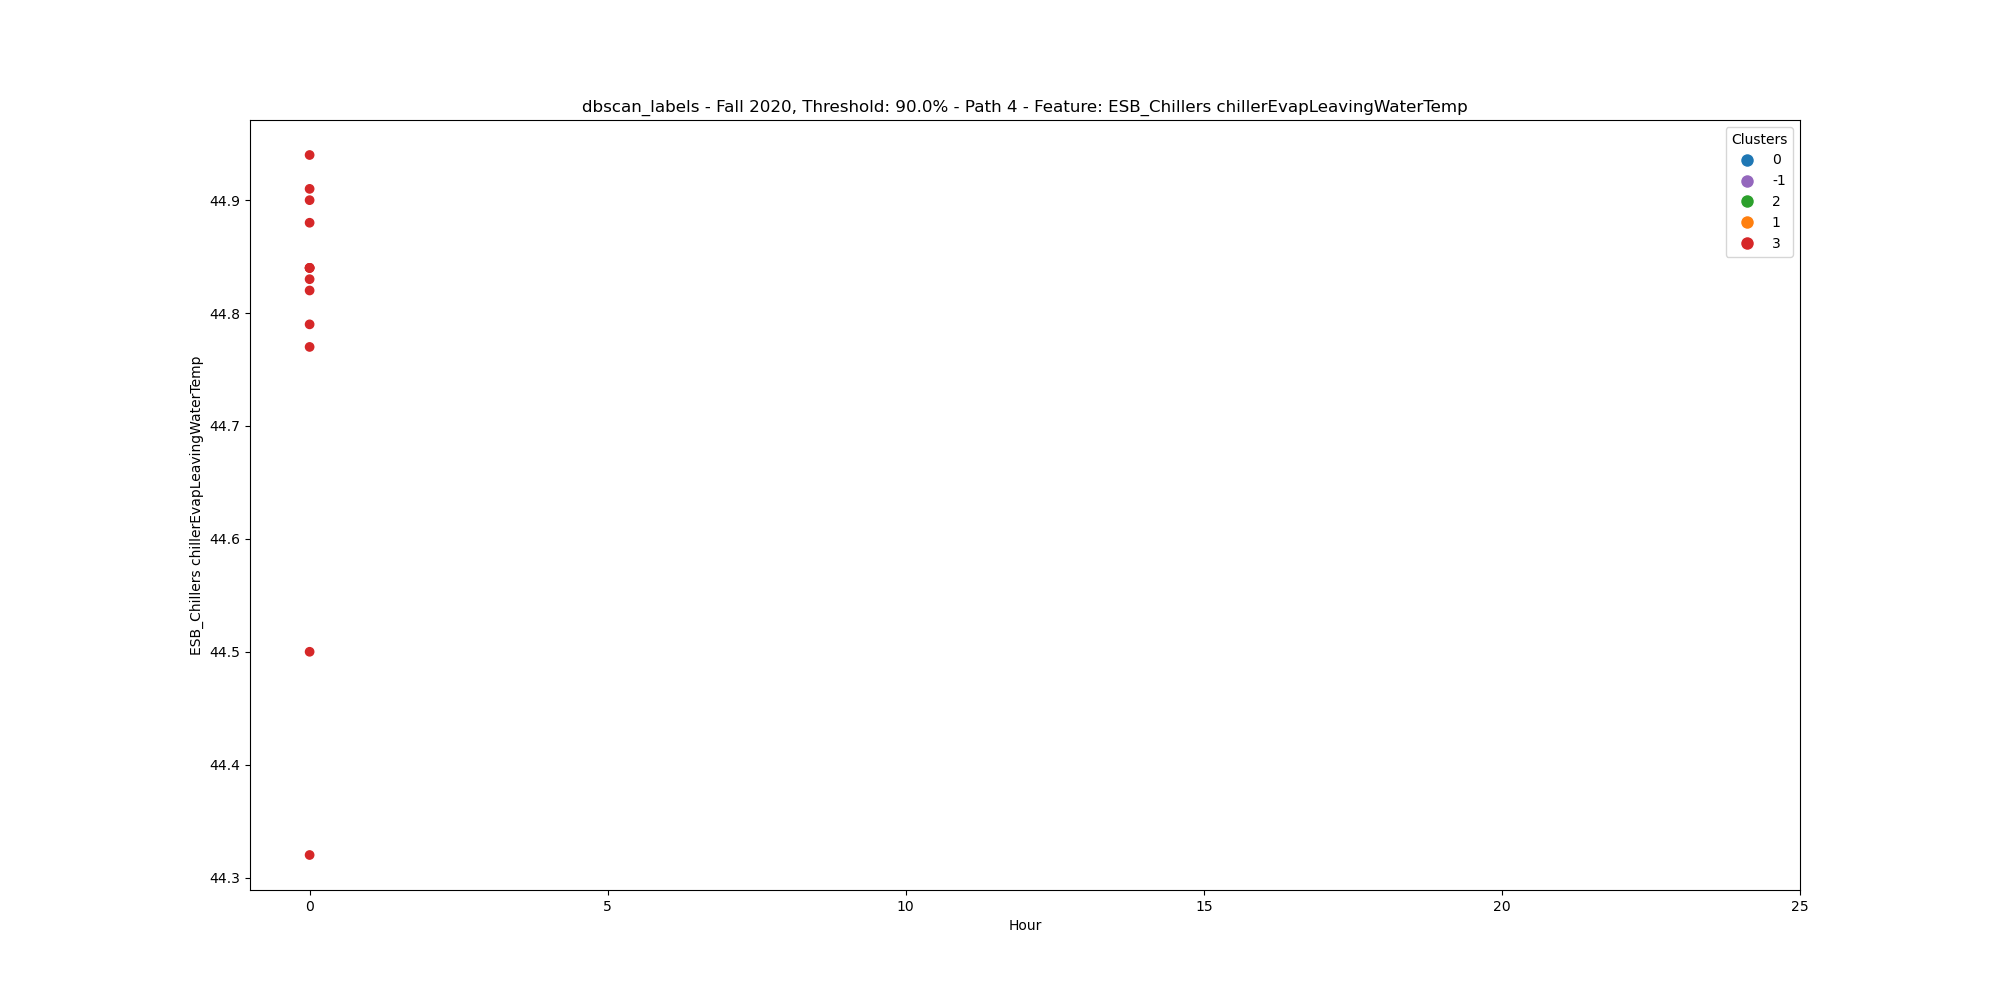 dbscan_labels - Fall 2020, Threshold: 90.0% - Path 4 - Feature: ESB_Chillers chillerEvapLeavingWaterTemp
Clusters
0
-1
2
1
3
44.9
44.8
44.7
44.6
44.5
44.4
44.3
ESB_Chillers chillerEvapLeavingWaterTemp
0 5 10 15 20 25
Hour